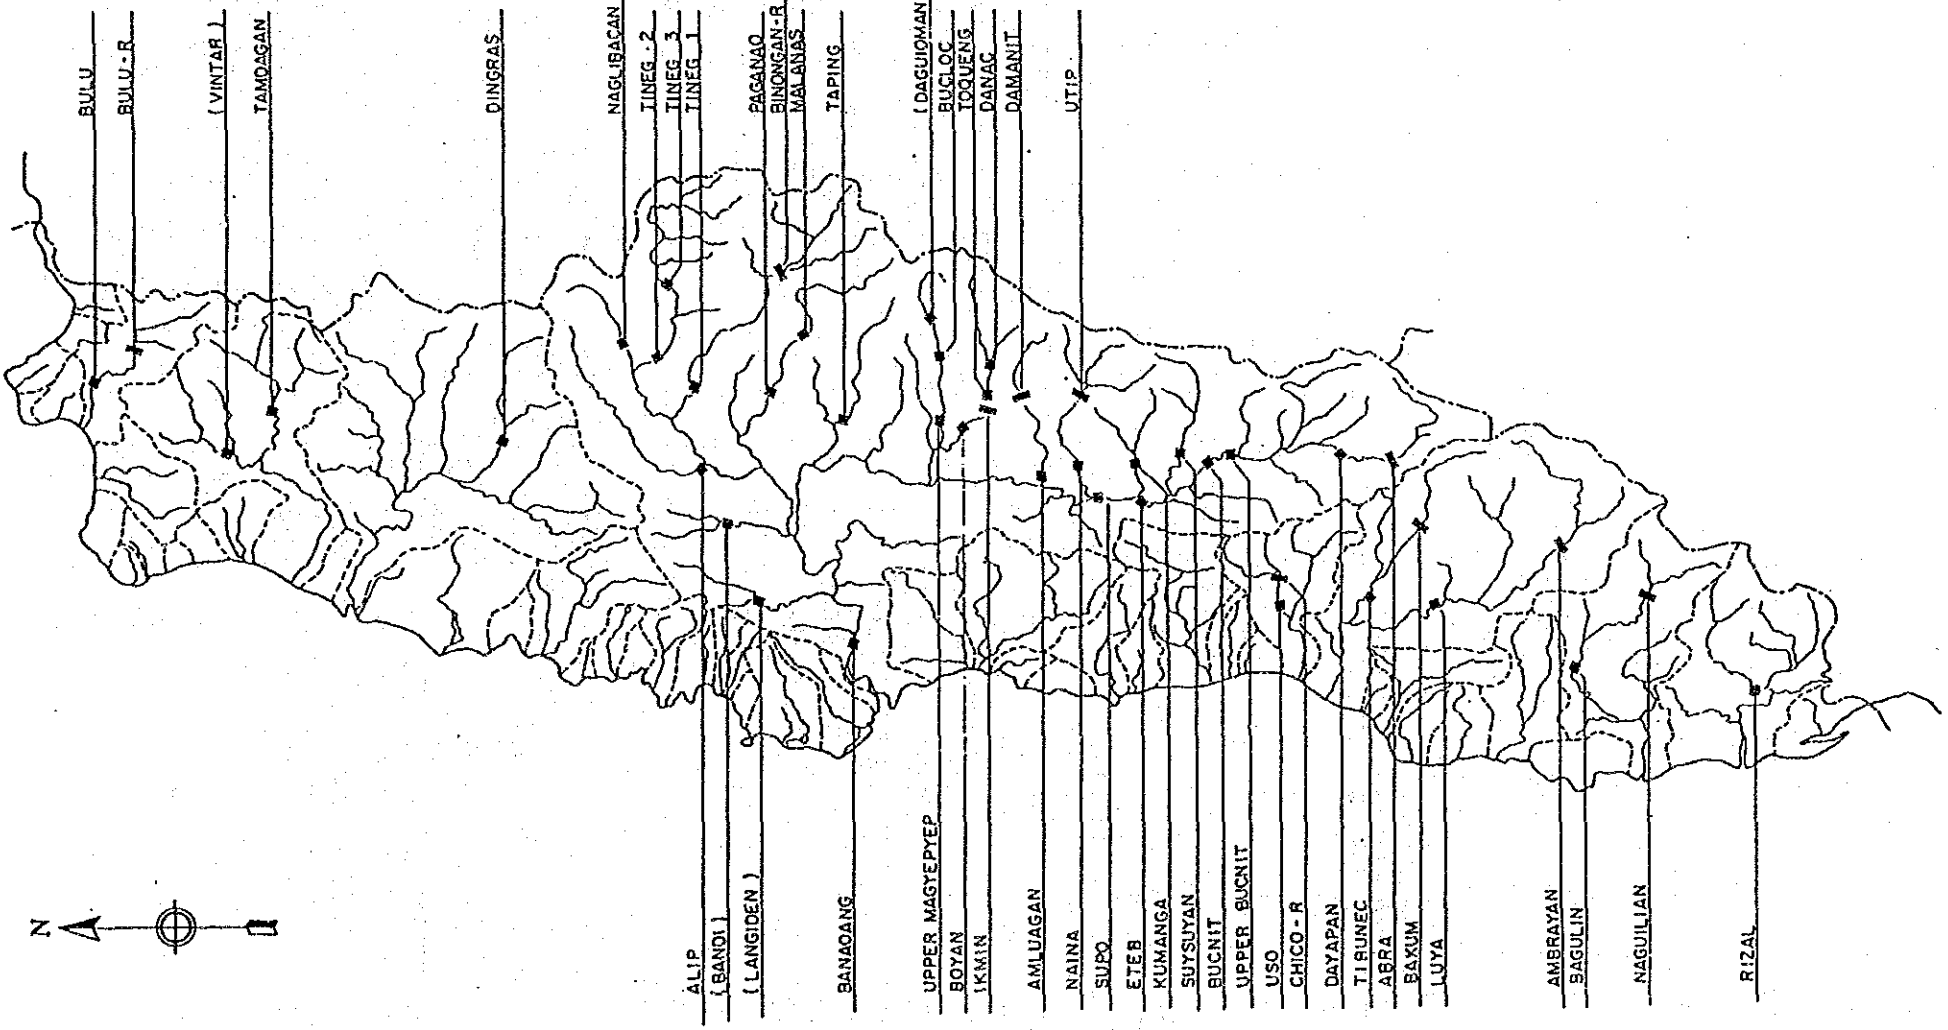 BULU
BULU-R
(VINTAR)
TAMDAGAN
DINGRAS
NAGLIBACAN
TINEG-2
TINEG 3
TINEG 1
PAGANAO
BINONGAN-R
MALANAS
TAPING
(DAGUIOMAN
BUCLOC
TOQUENG
DANAC
DAMANIT
UTIP
N
ALIP
(BANDI)
(LANGIDEN)
BANAOANG
UPPER MAGYEPYEP
BOYAN
IKMIN
AMLUAGAN
NAINA
SUPO
ETEB
KUMANGA
SUYSUYAN
BUCNIT
UPPER BUCNIT
USO
CHICO-R
DAYAPAN
TIBUNEC
ABRA
BAKUM
LUYA
AMBRAYAN
BAGULIN
NAGUILIAN
RIZAL